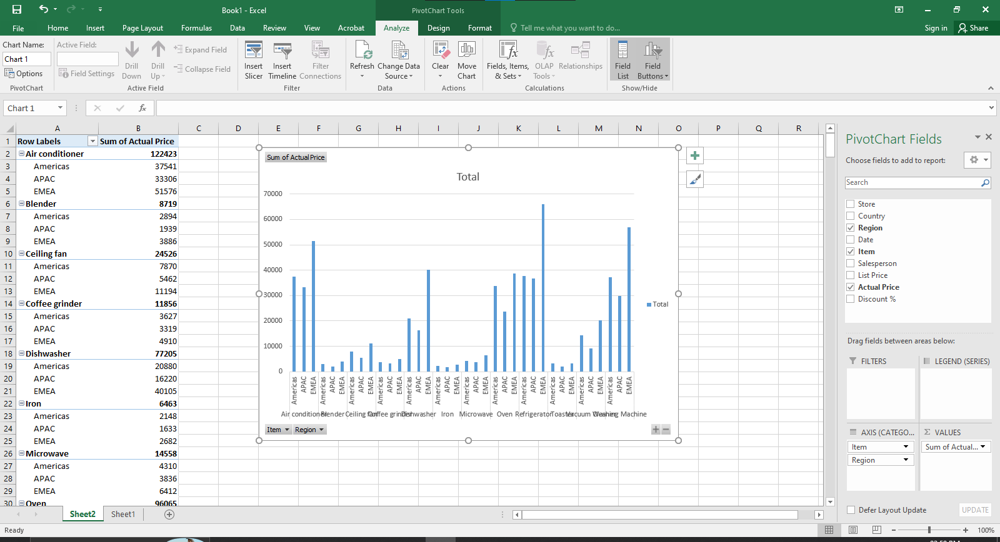 Book1 - Excel
PivotChart Tools
File
Home
Insert
Page Layout
Formulas
Data
Review
View
Acrobat
Analyze
Design
Format
Tell me what you want to do...
Sign in
Share
Chart Name:
Chart 1
Options
PivotChart
Active Field:
Field Settings
Drill Down
Drill Up
Expand Field
Collapse Field
Active Field
Insert Slicer
Insert Timeline
Filter Connections
Filter
Refresh
Change Data Source
Data
Clear
Move Chart
Actions
Fields, Items, & Sets
OLAP Tools
Relationships
Calculations
Field List
Field Buttons
Show/Hide
Chart 1
fx
A B C D E F G H I J K L M N O P Q R
1 Row Labels Sum of Actual Price
2 Air conditioner 122423
3 Americas 37541
4 APAC 33306
5 EMEA 51576
6 Blender 8719
7 Americas 2894
8 APAC 1939
9 EMEA 3886
10 Ceiling fan 24526
11 Americas 7870
12 APAC 5462
13 EMEA 11194
14 Coffee grinder 11856
15 Americas 3627
16 APAC 3319
17 EMEA 4910
18 Dishwasher 77205
19 Americas 20880
20 APAC 16220
21 EMEA 40105
22 Iron 6463
23 Americas 2148
24 APAC 1633
25 EMEA 2682
26 Microwave 14558
27 Americas 4310
28 APAC 3836
29 EMEA 6412
30 Oven 96065
Sum of Actual Price
Total
70000
60000
50000
40000
30000
20000
10000
0
Americas APAC EMEA Americas APAC EMEA Americas APAC EMEA Americas APAC EMEA Americas APAC EMEA Americas APAC EMEA Americas APAC EMEA Americas APAC EMEA Americas APAC EMEA Americas APAC EMEA Americas APAC EMEA Americas APAC EMEA
Air conditioner Blender Ceiling fan Coffee grinder Dishwasher Iron Microwave Oven Refrigerator Toaster Vacuum Cleaner Washing Machine
Total
Item Region
PivotChart Fields
Choose fields to add to report:
Search
Store
Country
Region
Date
Item
Salesperson
List Price
Actual Price
Discount %
Drag fields between areas below:
FILTERS
LEGEND (SERIES)
AXIS (CATEGO...
Item
Region
Σ VALUES
Sum of Actual...
Defer Layout Update
UPDATE
Sheet2
Sheet1
Ready
100%